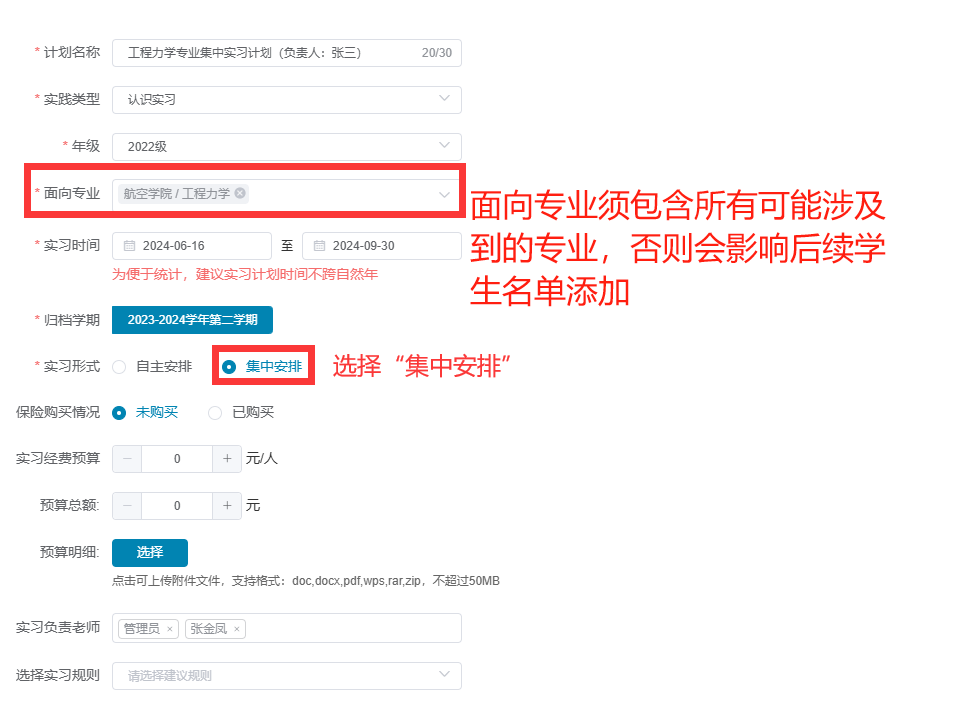 * 计划名称 工程力学专业集中实习计划（负责人：张三） 20/30
* 实践类型 认识实习
* 年级 2022级
* 面向专业 航空学院 / 工程力学
面向专业须包含所有可能涉及
到的专业，否则会影响后续学
生名单添加
* 实习时间 2024-06-16 至 2024-09-30
为便于统计，建议实习计划时间不跨自然年
* 归档学期 2023-2024学年第二学期
* 实习形式 自主安排 集中安排 选择“集中安排”
保险购买情况 未购买 已购买
实习经费预算 － 0 + 元/人
预算总额: － 0 + 元
预算明细: 选择
点击可上传附件文件，支持格式：doc,docx,pdf,wps,rar,zip，不超过50MB
实习负责老师 管理员 × 张金凤 ×
选择实习规则 请选择建议规则